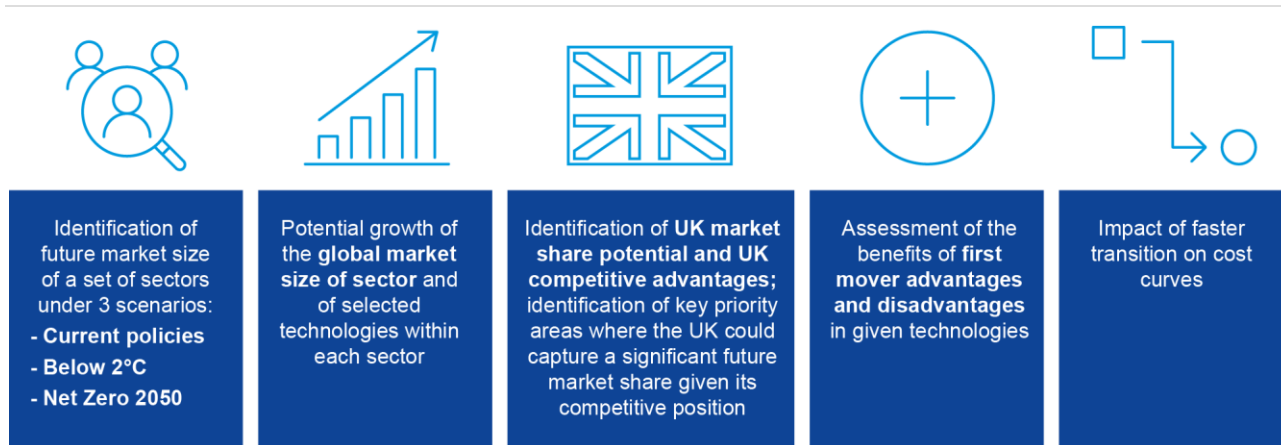 Identification of
future market size
of a set of sectors
under 3 scenarios:
- Current policies
- Below 2°C
- Net Zero 2050
Potential growth of
the global market
size of sector and
of selected
technologies within
each sector
Identification of UK market
share potential and UK
competitive advantages;
identification of key priority
areas where the UK could
capture a significant future
market share given its
competitive position
Assessment of the
benefits of first
mover advantages
and disadvantages
in given technologies
Impact of faster
transition on cost
curves